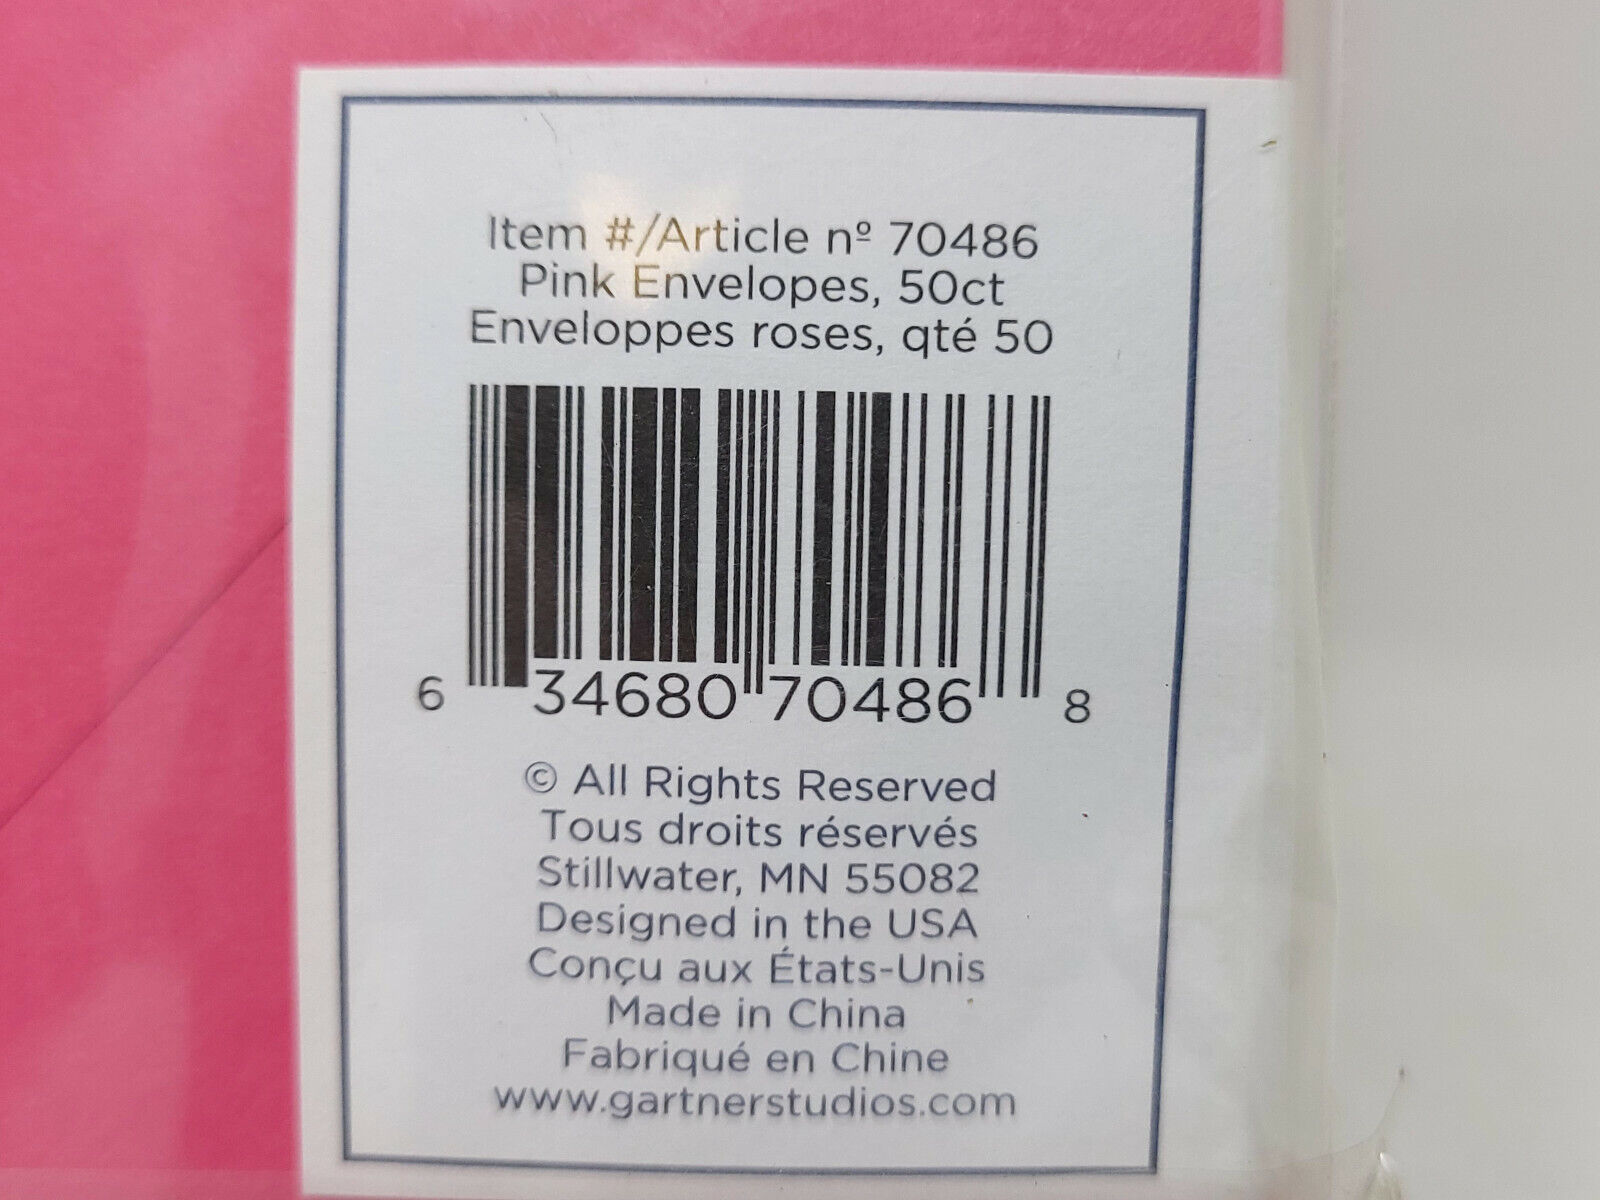 Item #/Article nº 70486
Pink Envelopes, 50ct
Enveloppes roses, qté 50
6 34680 70486 8
© All Rights Reserved
Tous droits réservés
Stillwater, MN 55082
Designed in the USA
Conçu aux États-Unis
Made in China
Fabriqué en Chine
www.gartnerstudios.com